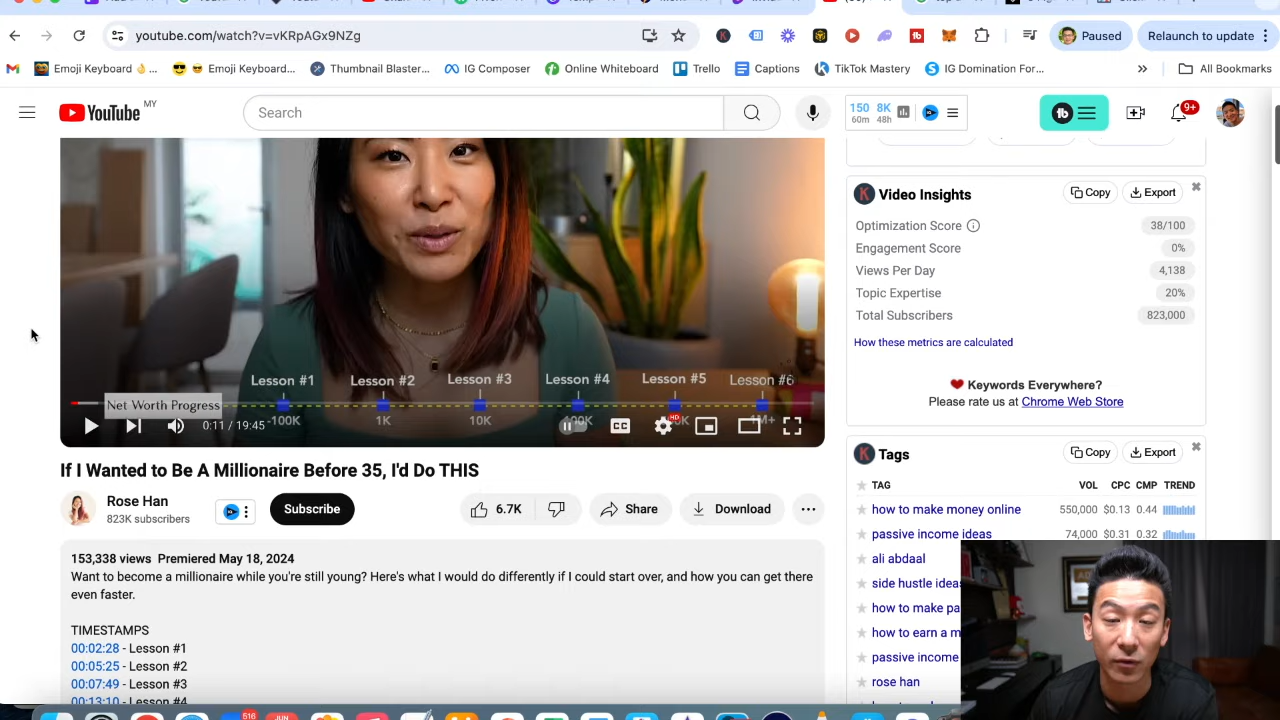 youtube.com/watch?v=vKRpAGx9NZg
Paused
Relaunch to update
Emoji Keyboard 👌 ...
Emoji Keyboard...
Thumbnail Blaster...
IG Composer
Online Whiteboard
Trello
Captions
TikTok Mastery
IG Domination For...
All Bookmarks
YouTube MY
Search
150 8K
60m 48h
9+
Lesson #1
Lesson #2
Lesson #3
Lesson #4
Lesson #5
Lesson #6
Net Worth Progress
-100K
1K
10K
0:11 / 19:45
CC
HD
If I Wanted to Be A Millionaire Before 35, I'd Do THIS
Rose Han
823K subscribers
Subscribe
6.7K
Share
Download
153,338 views Premiered May 18, 2024
Want to become a millionaire while you're still young? Here's what I would do differently if I could start over, and how you can get there
even faster.
TIMESTAMPS
00:02:28 - Lesson #1
00:05:25 - Lesson #2
00:07:49 - Lesson #3
00:13:10 - Lesson #4
Video Insights
Copy
Export
Optimization Score 38/100
Engagement Score 0%
Views Per Day 4,138
Topic Expertise 20%
Total Subscribers 823,000
How these metrics are calculated
Keywords Everywhere?
Please rate us at Chrome Web Store
Tags
Copy
Export
TAG VOL CPC CMP TREND
how to make money online 550,000 $0.13 0.44
passive income ideas 74,000 $0.31 0.32
ali abdaal
side hustle ideas
how to make pa
how to earn a m
passive income
rose han
516
JUN